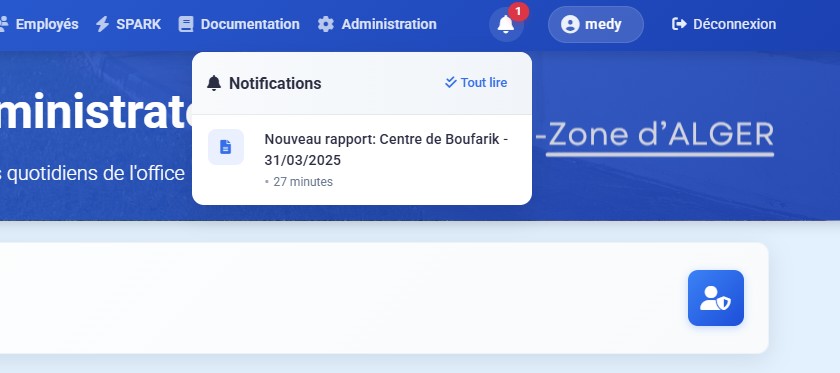 Employés SPARK Documentation Administration 1 medy Déconnexion
Notifications Tout lire
Nouveau rapport: Centre de Boufarik -
31/03/2025
• 27 minutes
-Zone d'ALGER
quotidiens de l'office